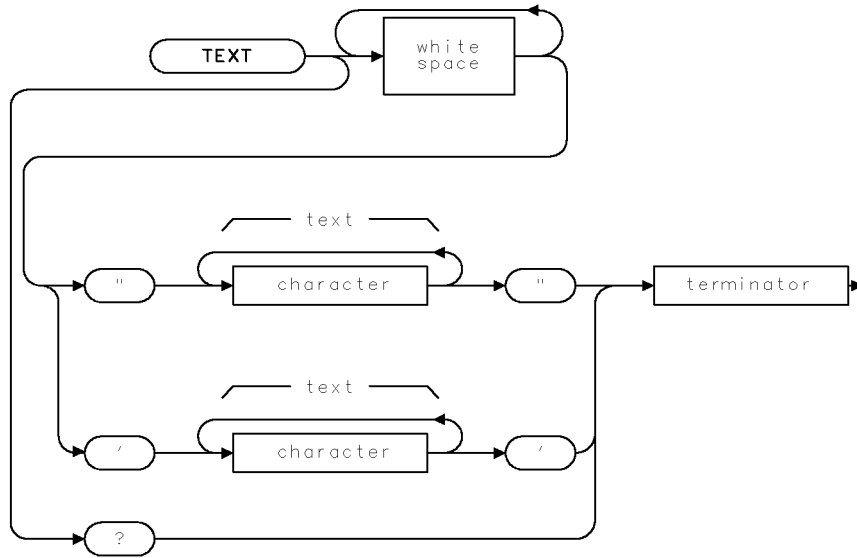 TEXT
white
space
text
" character " terminator
text
' character '
?